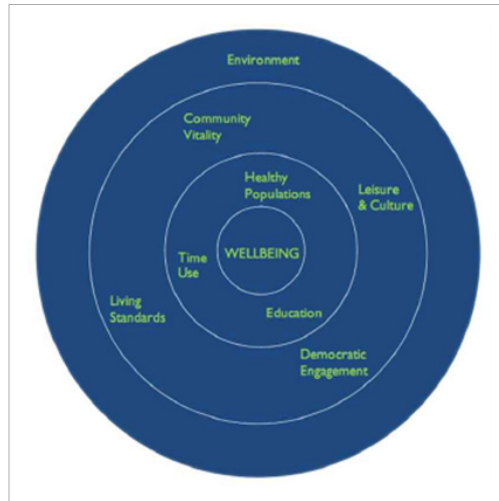 Environment
Community
Vitality
Healthy
Populations
Leisure
& Culture
WELLBEING
Time
Use
Living
Standards
Education
Democratic
Engagement